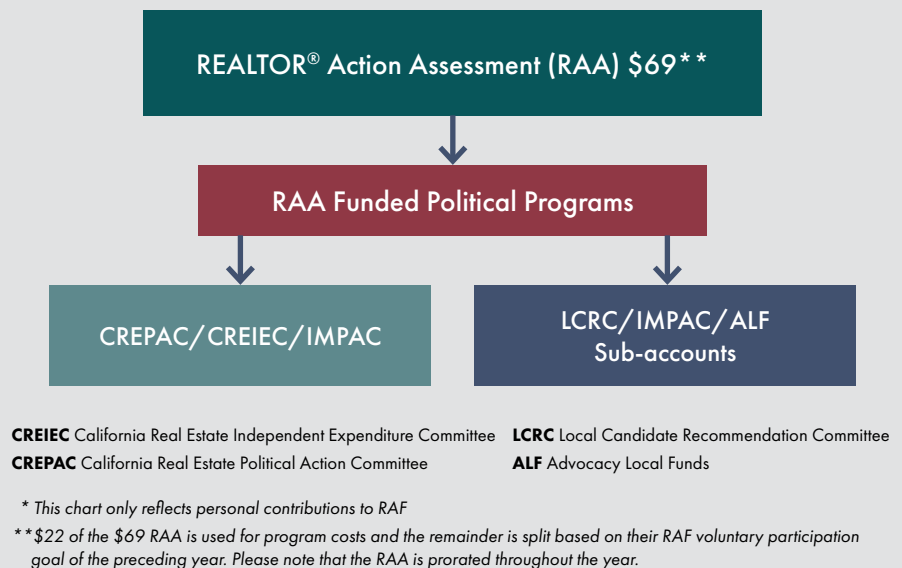 REALTOR® Action Assessment (RAA) $69**
RAA Funded Political Programs
CREPAC/CREIEC/IMPAC
LCRC/IMPAC/ALF
Sub-accounts
CREIEC California Real Estate Independent Expenditure Committee
CREPAC California Real Estate Political Action Committee
LCRC Local Candidate Recommendation Committee
ALF Advocacy Local Funds
* This chart only reflects personal contributions to RAF
**$22 of the $69 RAA is used for program costs and the remainder is split based on their RAF voluntary participation
goal of the preceding year. Please note that the RAA is prorated throughout the year.